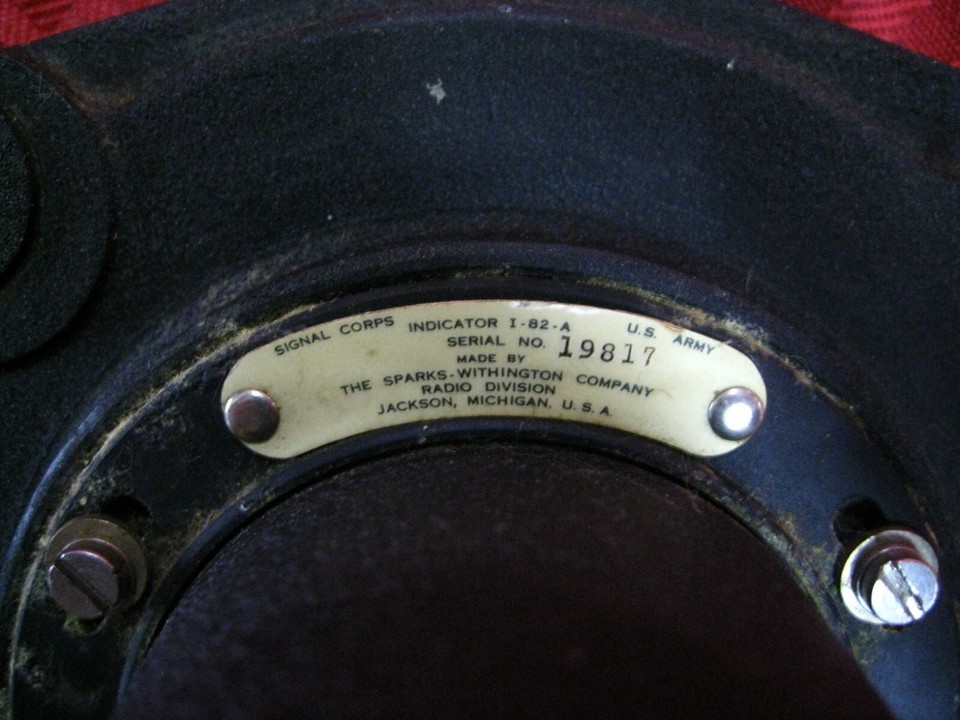 SIGNAL CORPS INDICATOR I-82-A U.S. ARMY
SERIAL NO. 19817
MADE BY
THE SPARKS-WITHINGTON COMPANY
RADIO DIVISION
JACKSON, MICHIGAN, U.S.A.